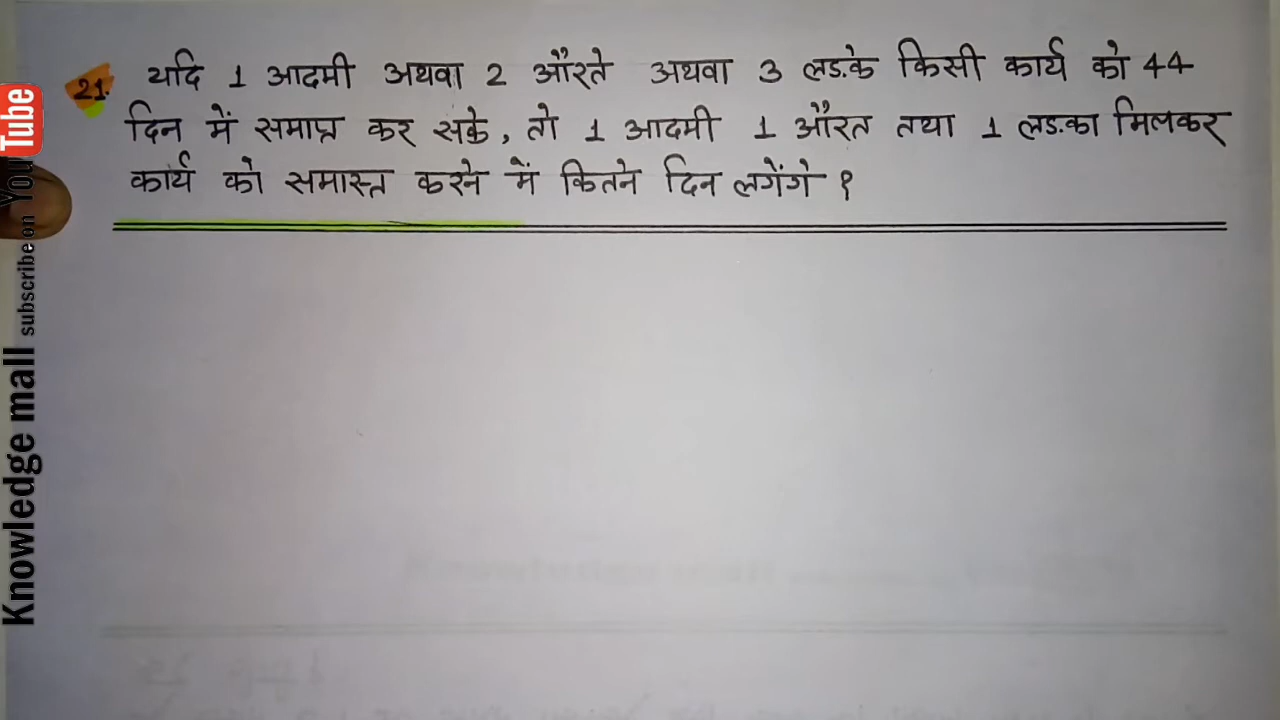 21. यदि 1 आदमी अथवा 2 औरते अथवा 3 लड़के किसी कार्य को 44
दिन में समाप्त कर सके, तो 1 आदमी 1 औरत तथा 1 लड़का मिलकर
कार्य को समास्त करने में कितने दिन लगेंगे ?
Knowledge mall subscribe on YouTube